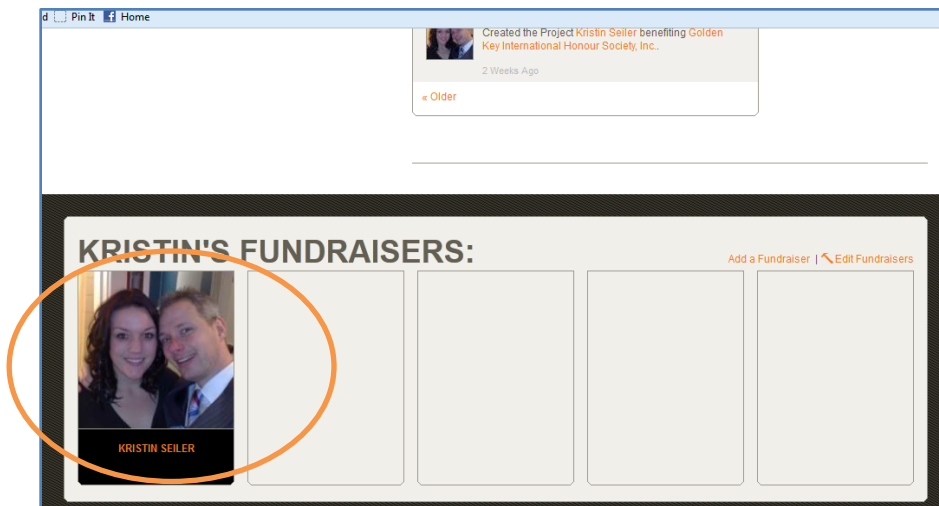 d Pin It Home
Created the Project Kristin Seiler benefiting Golden
Key International Honour Society, Inc..
2 Weeks Ago
« Older
KRISTIN'S FUNDRAISERS:
Add a Fundraiser | Edit Fundraisers
KRISTIN SEILER